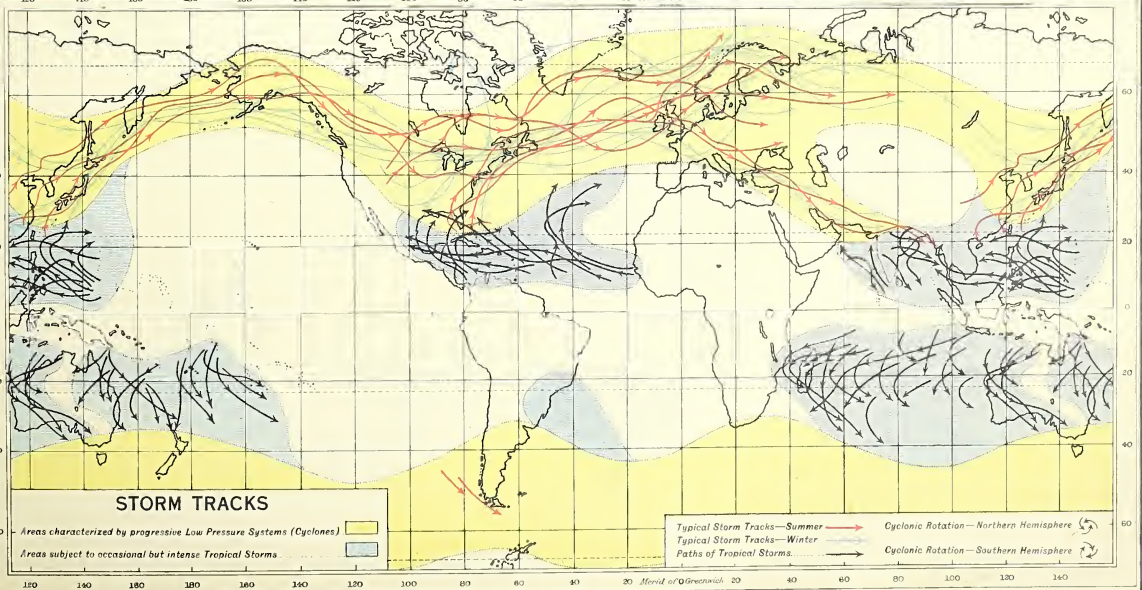 60
40
20
0
20
40
60
STORM TRACKS
Areas characterized by progressive Low Pressure Systems (Cyclones)
Areas subject to occasional but intense Tropical Storms
Typical Storm Tracks—Summer
Typical Storm Tracks—Winter
Paths of Tropical Storms
Cyclonic Rotation—Northern Hemisphere
Cyclonic Rotation—Southern Hemisphere
120 140 160 180 160 140 120 100 80 60 40 20 Merid of 0 Greenwich 20 40 60 80 100 120 140